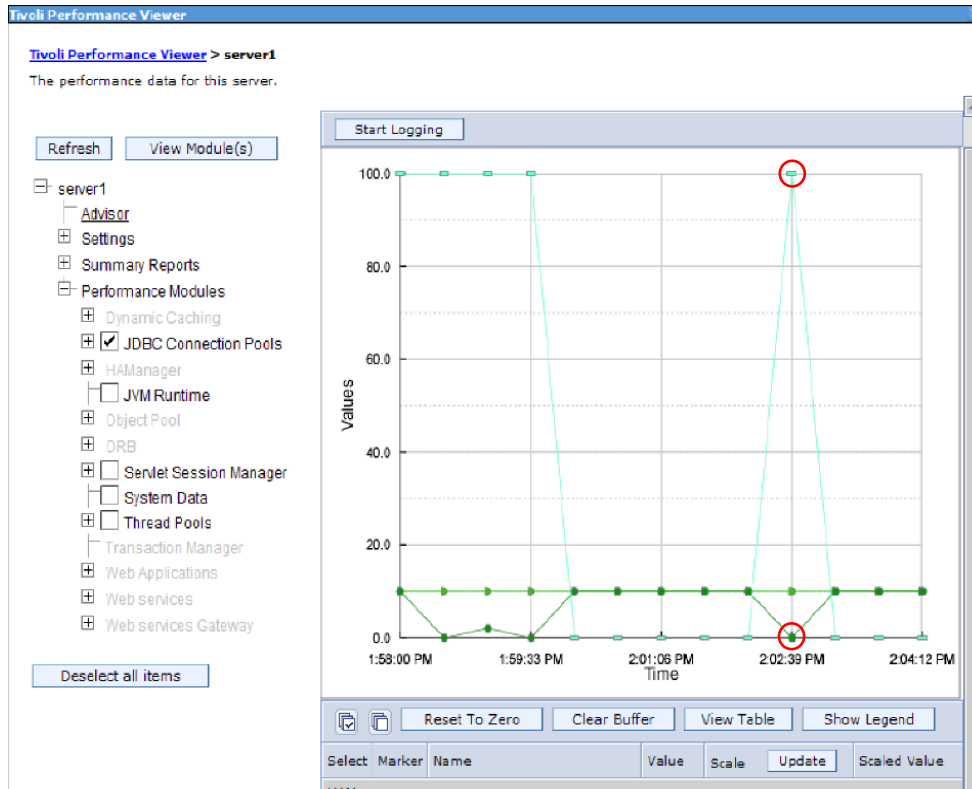 Tivoli Performance Viewer
Tivoli Performance Viewer > server1
The performance data for this server.
Start Logging
Refresh View Module(s)
server1
Advisor
Settings
Summary Reports
Performance Modules
Dynamic Caching
JDBC Connection Pools
HAManager
JVM Runtime
Object Pool
ORB
Servlet Session Manager
System Data
Thread Pools
Transaction Manager
Web Applications
Web services
Web services Gateway
Deselect all items
100.0
80.0
60.0
40.0
20.0
0.0
Values
1:58:00 PM 1:59:33 PM 2:01:06 PM 2:02:39 PM 2:04:12 PM
Time
Reset To Zero Clear Buffer View Table Show Legend
Select Marker Name Value Scale Update Scaled Value